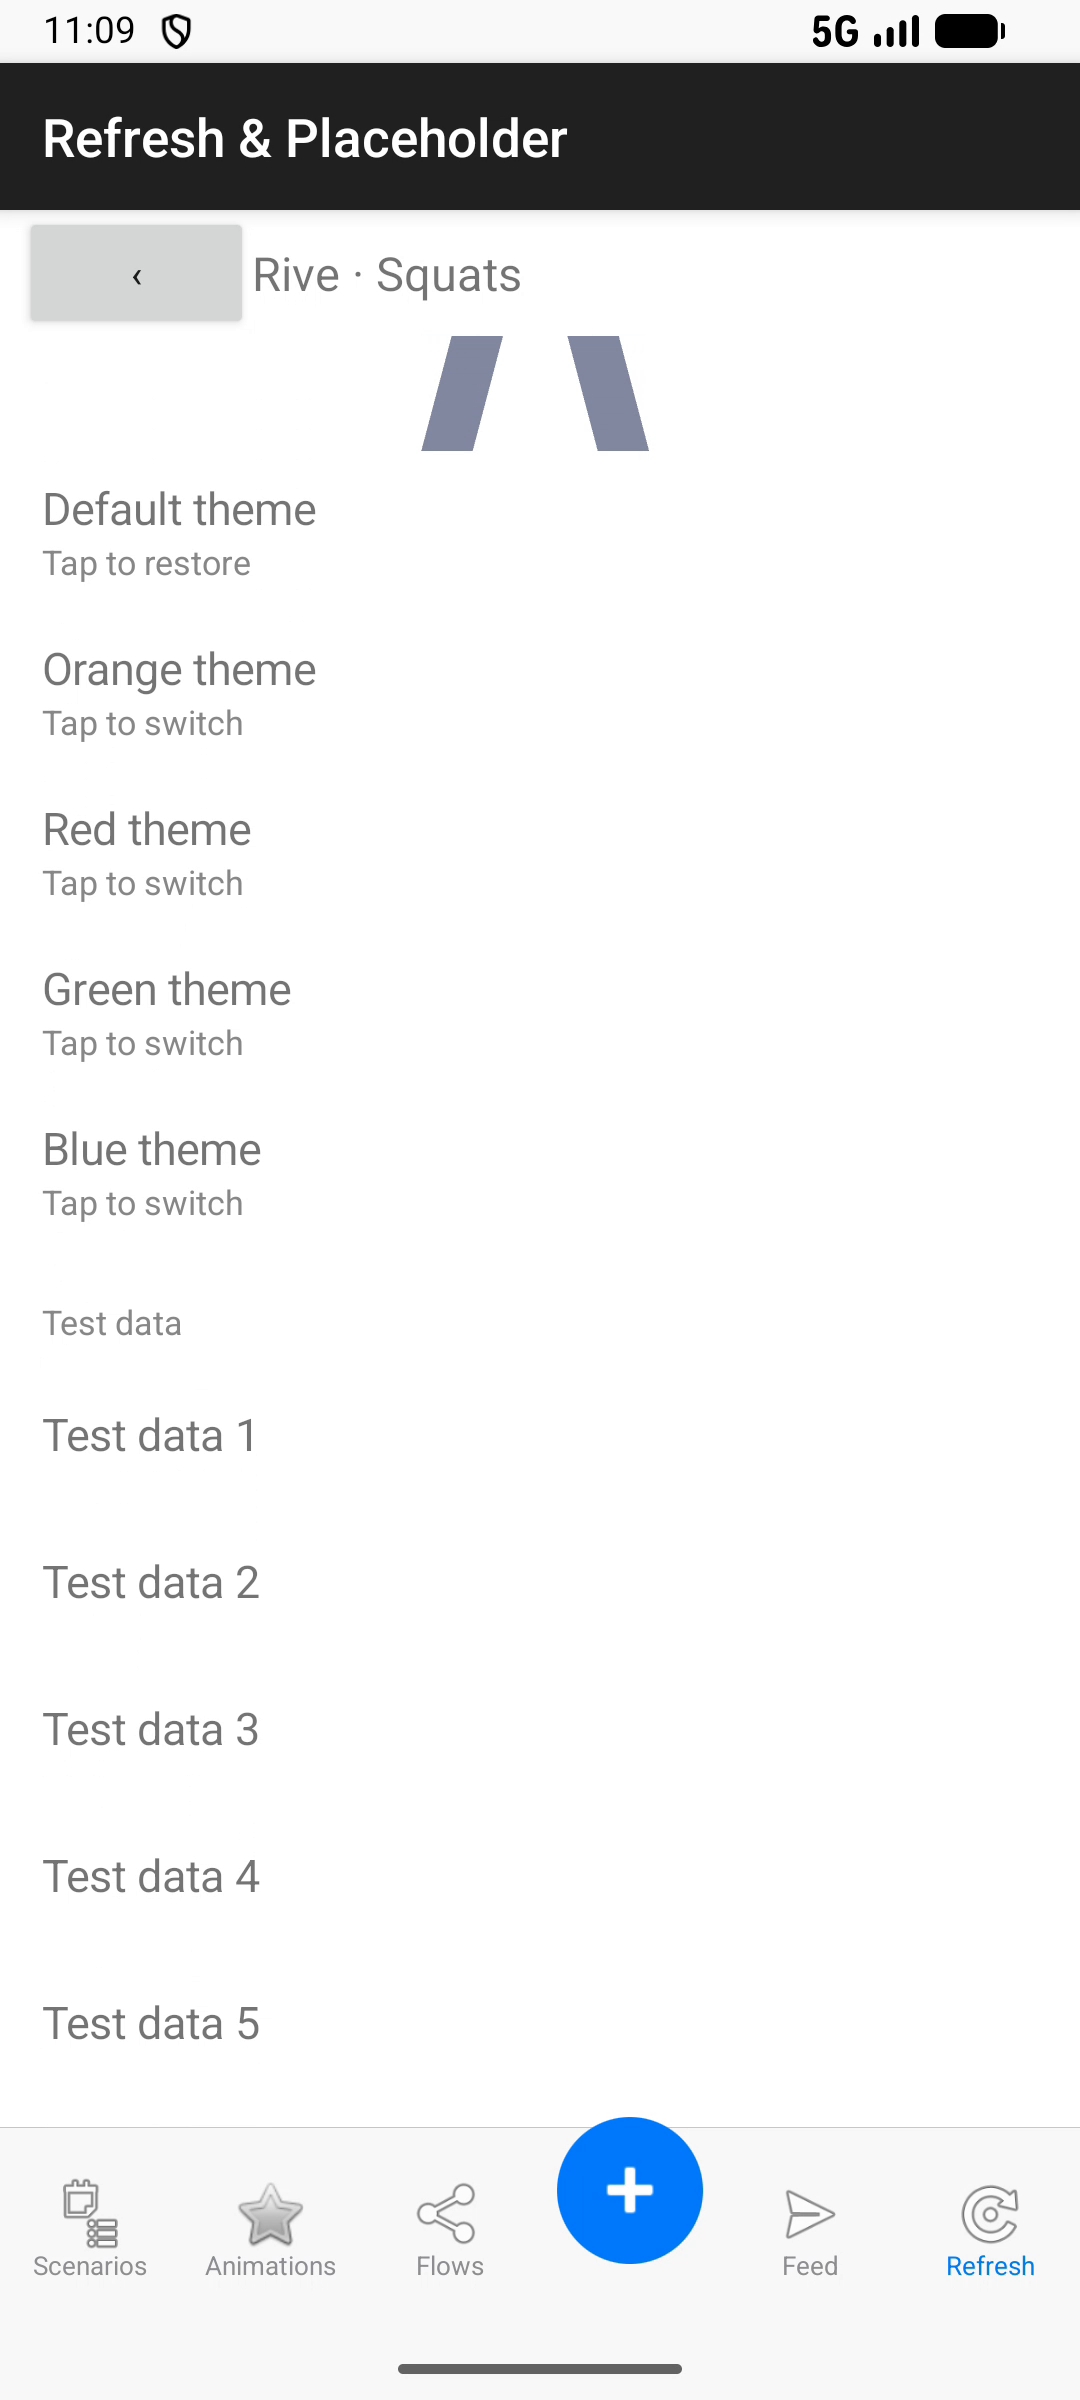 11:09
5G
Refresh & Placeholder
‹
Rive · Squats
Default theme
Tap to restore
Orange theme
Tap to switch
Red theme
Tap to switch
Green theme
Tap to switch
Blue theme
Tap to switch
Test data
Test data 1
Test data 2
Test data 3
Test data 4
Test data 5
Scenarios
Animations
Flows
Feed
Refresh